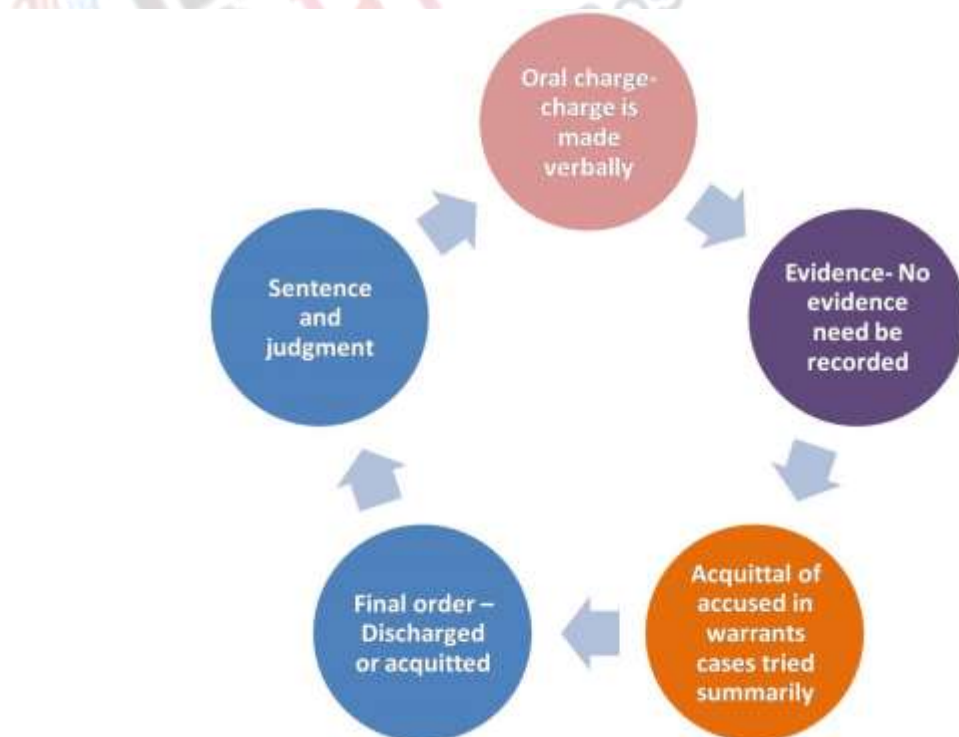 Oral charge-
charge is
made
verbally
Evidence- No
evidence
need be
recorded
Acquittal of
accused in
warrants
cases tried
summarily
Final order –
Discharged
or acquitted
Sentence
and
judgment